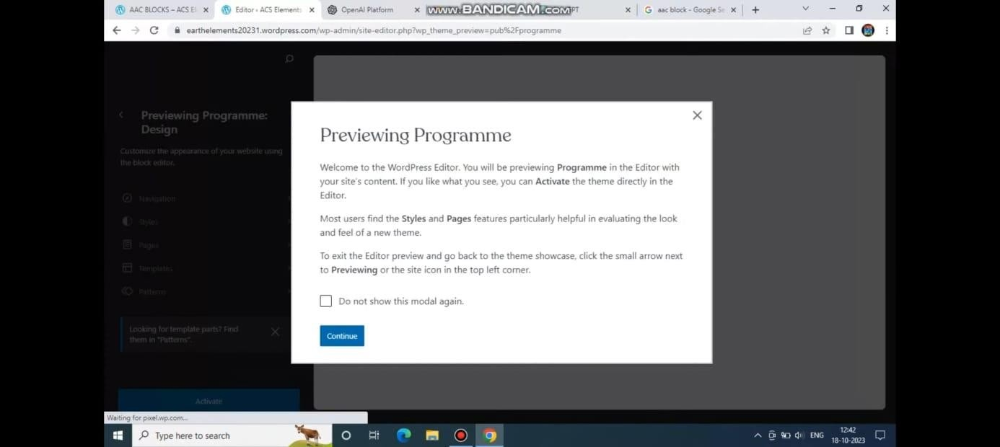 AAC BLOCKS – ACS El
Editor ‹ ACS Elements
OpenAI Platform
www.BANDICAM.com
PT
aac block - Google Se
earthelements20231.wordpress.com/wp-admin/site-editor.php?wp_theme_preview=pub%2Fprogramme
Previewing Programme:
Design
Customize the appearance of your website using
the block editor.
Navigation
Styles
Pages
Templates
Patterns
Looking for template parts? Find
them in "Patterns".
Activate
Previewing Programme
Welcome to the WordPress Editor. You will be previewing Programme in the Editor with
your site's content. If you like what you see, you can Activate the theme directly in the
Editor.
Most users find the Styles and Pages features particularly helpful in evaluating the look
and feel of a new theme.
To exit the Editor preview and go back to the theme showcase, click the small arrow next
to Previewing or the site icon in the top left corner.
Do not show this modal again.
Continue
Waiting for pixel.wp.com...
Type here to search
ENG
12:42
18-10-2023